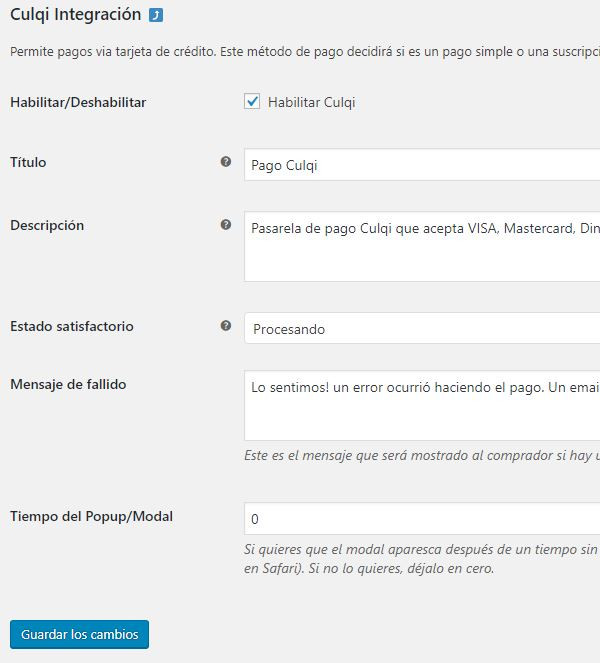 Culqi Integración
Permite pagos via tarjeta de crédito. Este método de pago decidirá si es un pago simple o una suscripci
Habilitar/Deshabilitar
Habilitar Culqi
Título
Pago Culqi
Descripción
Pasarela de pago Culqi que acepta VISA, Mastercard, Din
Estado satisfactorio
Procesando
Mensaje de fallido
Lo sentimos! un error ocurrió haciendo el pago. Un emai
Este es el mensaje que será mostrado al comprador si hay u
Tiempo del Popup/Modal
0
Si quieres que el modal aparesca después de un tiempo sin
en Safari). Si no lo quieres, déjalo en cero.
Guardar los cambios